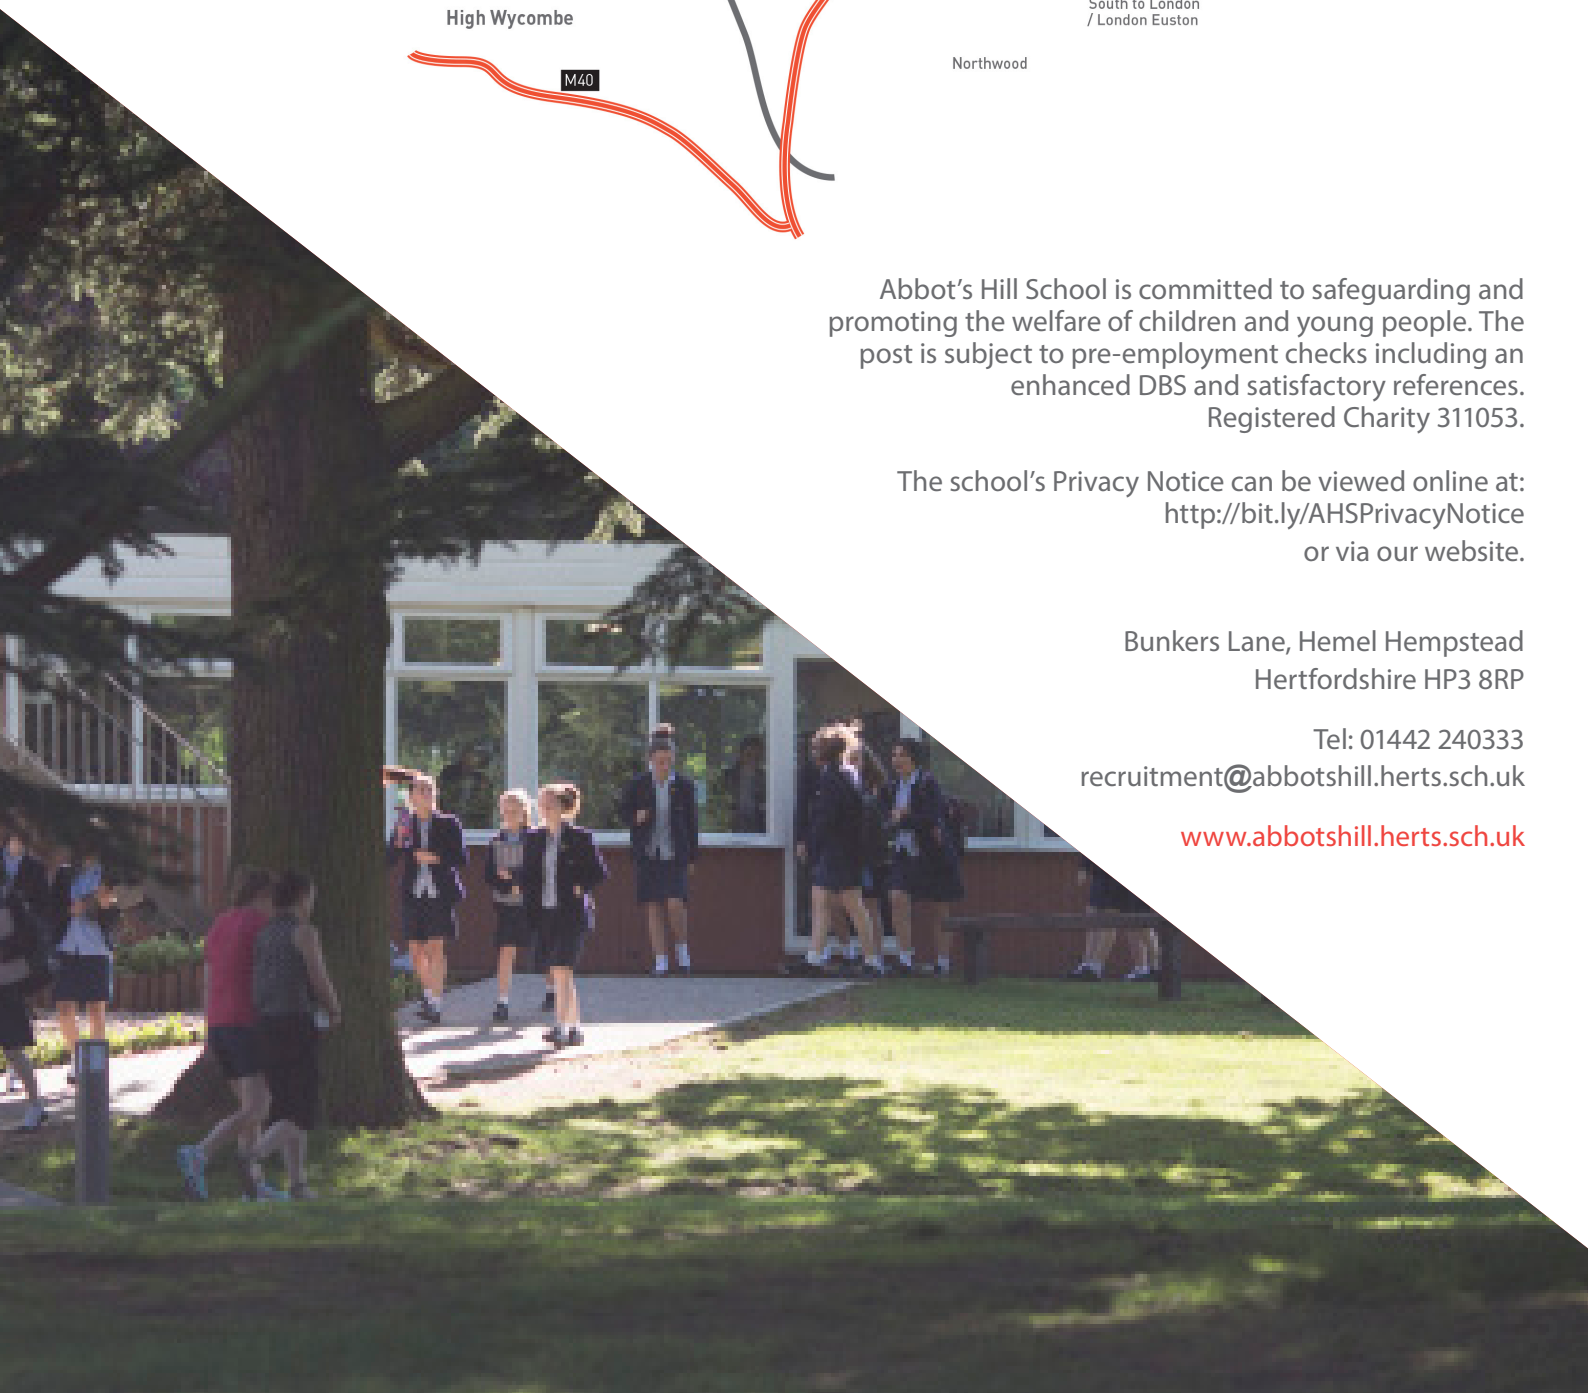 South to London
/ London Euston
High Wycombe
Northwood
M40
Abbot’s Hill School is committed to safeguarding and
promoting the welfare of children and young people. The
post is subject to pre-employment checks including an
enhanced DBS and satisfactory references.
Registered Charity 311053.
The school’s Privacy Notice can be viewed online at:
http://bit.ly/AHSPrivacyNotice
or via our website.
Bunkers Lane, Hemel Hempstead
Hertfordshire HP3 8RP
Tel: 01442 240333
recruitment@abbotshill.herts.sch.uk
www.abbotshill.herts.sch.uk